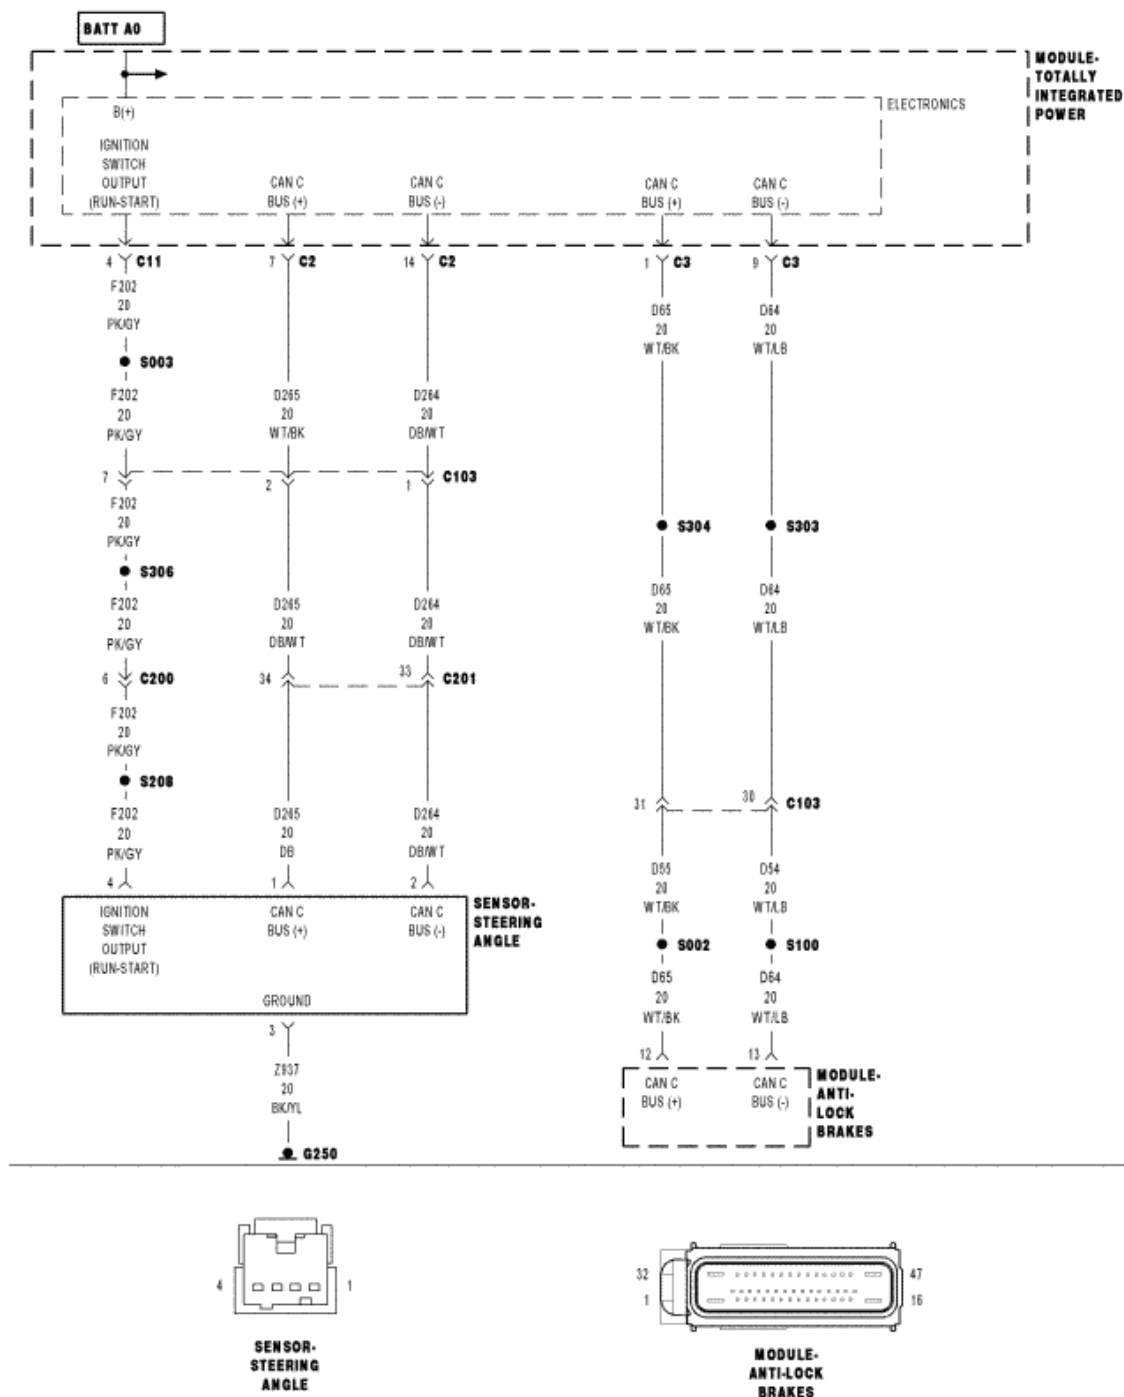 BATT A0
MODULE-
TOTALLY
INTEGRATED
POWER
ELECTRONICS
B(+)
IGNITION
SWITCH
OUTPUT
(RUN-START)
CAN C
BUS (+)
CAN C
BUS (-)
CAN C
BUS (+)
CAN C
BUS (-)
4 C11
7 C2
14 C2
1 C3
9 C3
F202
20
PK/GY
D65
20
WT/BK
D64
20
WT/LB
S003
F202
20
PK/GY
D265
20
WT/BK
D264
20
DB/WT
7
2
1
C103
F202
20
PK/GY
S304
S303
S306
F202
20
PK/GY
D265
20
DB/WT
D264
20
DB/WT
D65
20
WT/BK
D64
20
WT/LB
6 C200
34
33
C201
F202
20
PK/GY
S208
31
30
C103
F202
20
PK/GY
D265
20
DB
D264
20
DB/WT
D55
20
WT/BK
D54
20
WT/LB
4
1
2
SENSOR-
STEERING
ANGLE
IGNITION
SWITCH
OUTPUT
(RUN-START)
CAN C
BUS (+)
CAN C
BUS (-)
GROUND
S002
S100
D65
20
WT/BK
D64
20
WT/LB
3
Z937
20
BK/YL
G250
12
13
CAN C
BUS (+)
CAN C
BUS (-)
MODULE-
ANTI-
LOCK
BRAKES
4
1
SENSOR-
STEERING
ANGLE
32
1
47
16
MODULE-
ANTI-LOCK
BRAKES